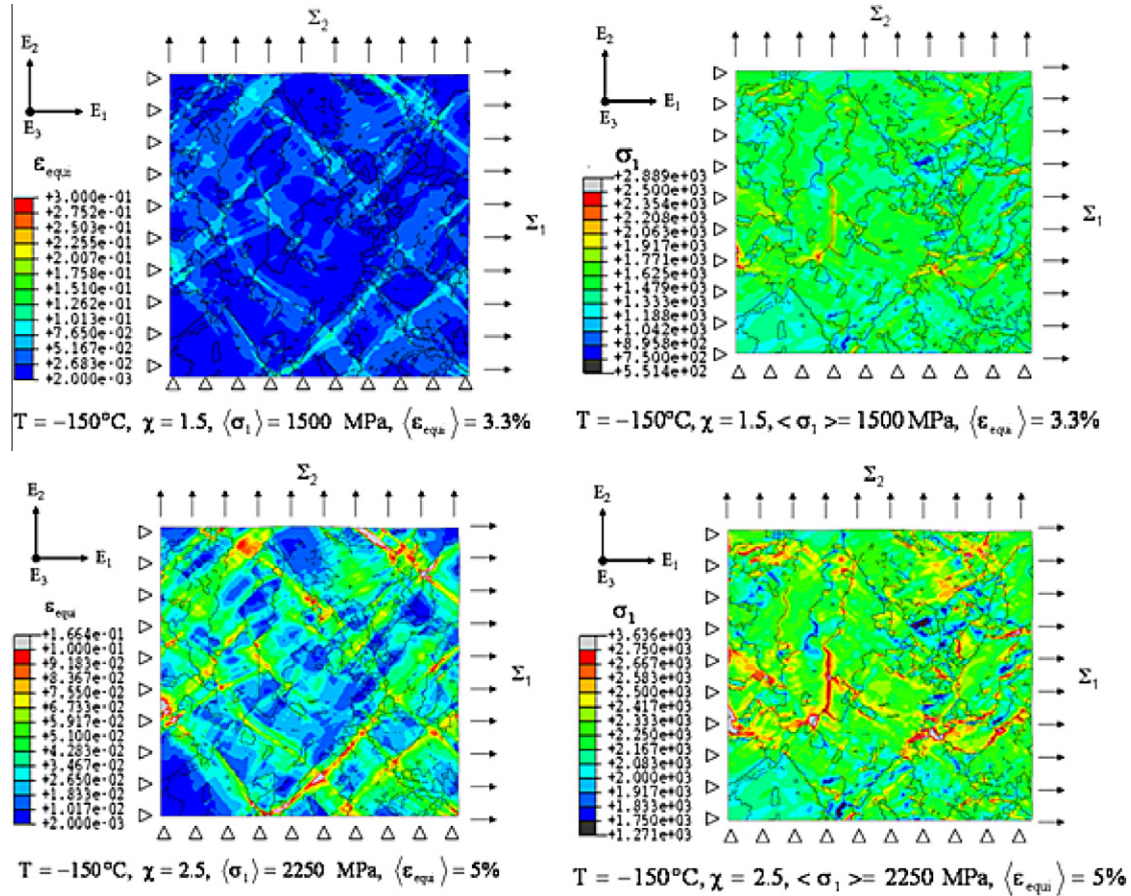 Σ₂
E₂
E₁
E₃
ε_equi
+3.000e-01
+2.752e-01
+2.503e-01
+2.255e-01
+2.007e-01
+1.758e-01
+1.510e-01
+1.262e-01
+1.013e-01
+7.650e-02
+5.167e-02
+2.683e-02
+2.000e-03
Σ₁
T = −150°C, χ = 1.5, ⟨σ₁⟩ = 1500 MPa, ⟨ε_equi⟩ = 3.3%
Σ₂
E₂
E₁
E₃
σ₁
+2.889e+03
+2.500e+03
+2.354e+03
+2.208e+03
+2.063e+03
+1.917e+03
+1.771e+03
+1.625e+03
+1.479e+03
+1.333e+03
+1.188e+03
+1.042e+03
+8.958e+02
+7.500e+02
+5.514e+02
Σ₁
T = −150°C, χ = 1.5, < σ₁ >= 1500 MPa, ⟨ε_equi⟩ = 3.3%
Σ₂
E₂
E₁
E₃
ε_equi
+1.664e-01
+1.000e-01
+9.183e-02
+8.367e-02
+7.550e-02
+6.733e-02
+5.917e-02
+5.100e-02
+4.283e-02
+3.467e-02
+2.650e-02
+1.833e-02
+1.017e-02
+2.000e-03
Σ₁
T = −150°C, χ = 2.5, ⟨σ₁⟩ = 2250 MPa, ⟨ε_equi⟩ = 5%
Σ₂
E₂
E₁
E₃
σ₁
+3.636e+03
+2.750e+03
+2.667e+03
+2.583e+03
+2.500e+03
+2.417e+03
+2.333e+03
+2.250e+03
+2.167e+03
+2.083e+03
+2.000e+03
+1.917e+03
+1.833e+03
+1.750e+03
+1.271e+03
Σ₁
T = −150°C, χ = 2.5, < σ₁ >= 2250 MPa, ⟨ε_equi⟩ = 5%